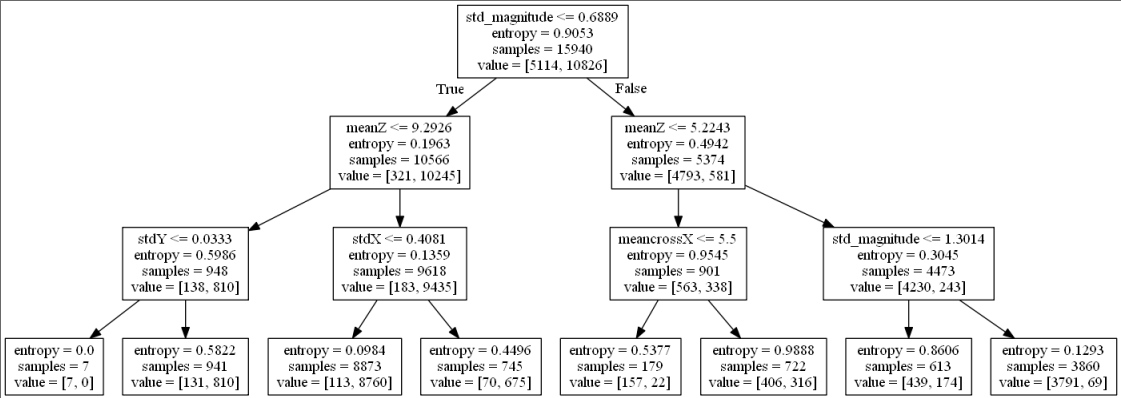 std_magnitude <= 0.6889
entropy = 0.9053
samples = 15940
value = [5114, 10826]
True
False
meanZ <= 9.2926
entropy = 0.1963
samples = 10566
value = [321, 10245]
meanZ <= 5.2243
entropy = 0.4942
samples = 5374
value = [4793, 581]
stdY <= 0.0333
entropy = 0.5986
samples = 948
value = [138, 810]
stdX <= 0.4081
entropy = 0.1359
samples = 9618
value = [183, 9435]
meancrossX <= 5.5
entropy = 0.9545
samples = 901
value = [563, 338]
std_magnitude <= 1.3014
entropy = 0.3045
samples = 4473
value = [4230, 243]
entropy = 0.0
samples = 7
value = [7, 0]
entropy = 0.5822
samples = 941
value = [131, 810]
entropy = 0.0984
samples = 8873
value = [113, 8760]
entropy = 0.4496
samples = 745
value = [70, 675]
entropy = 0.5377
samples = 179
value = [157, 22]
entropy = 0.9888
samples = 722
value = [406, 316]
entropy = 0.8606
samples = 613
value = [439, 174]
entropy = 0.1293
samples = 3860
value = [3791, 69]